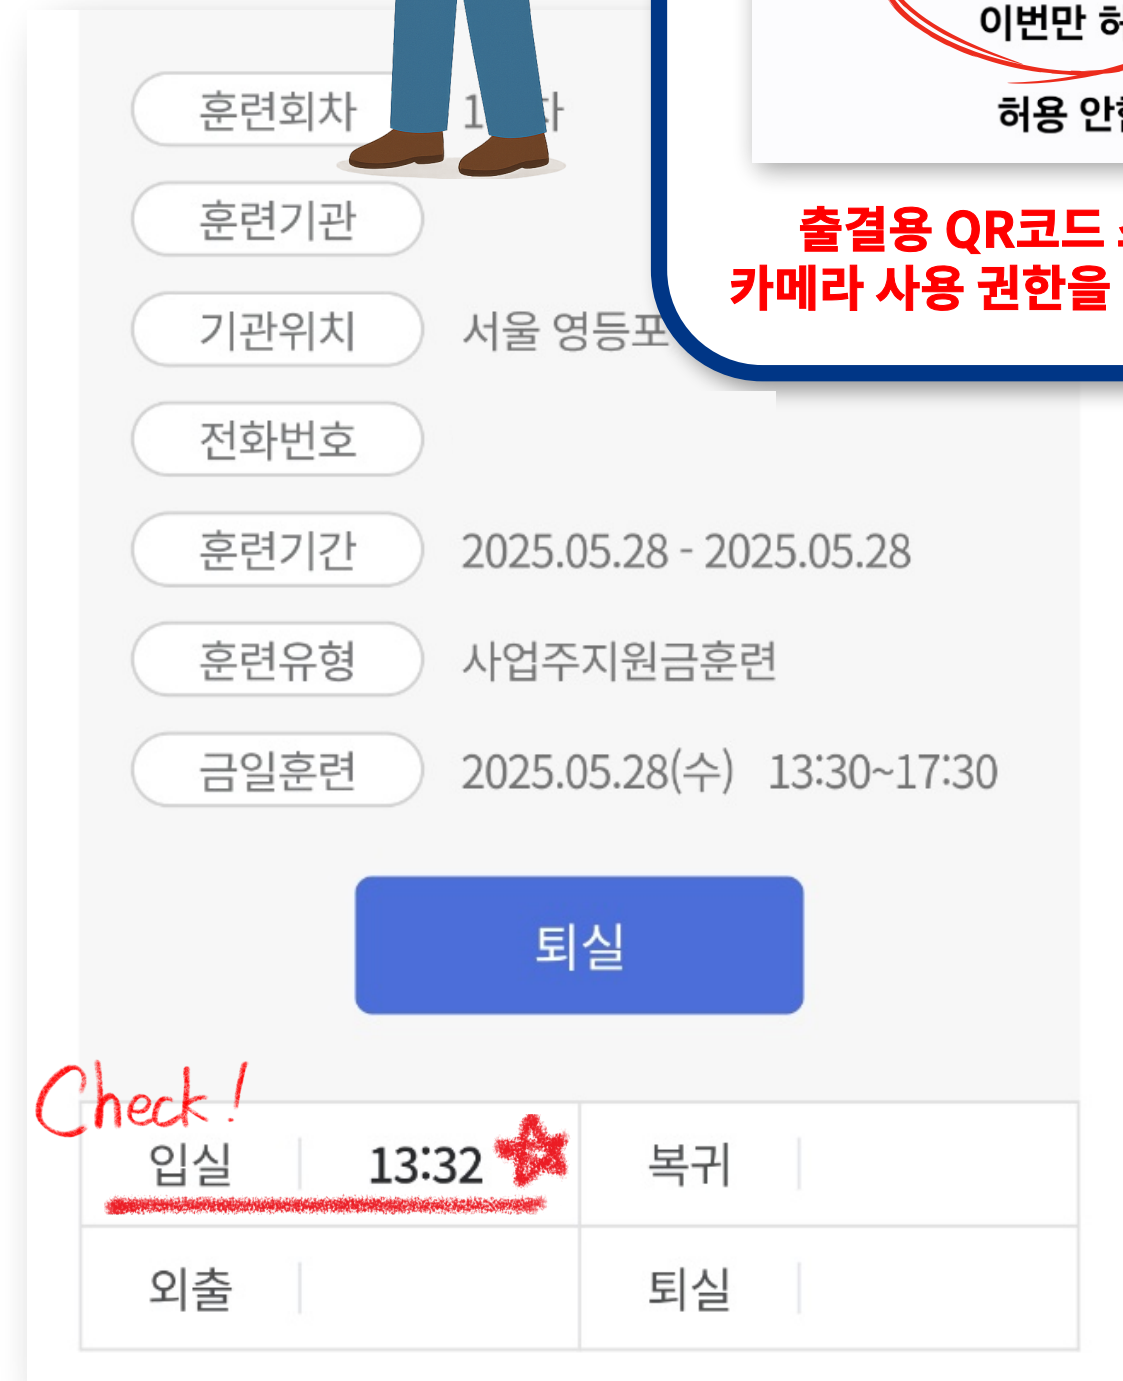 이번만
허용
출결용 QR코드
카메라 사용 권한을
훈련회차
훈련기관
기관위치 서울 영등포
전화번호
훈련기간 2025.05.28 - 2025.05.28
훈련유형 사업주지원금훈련
금일훈련 2025.05.28(수) 13:30~17:30
퇴실
Check!
입실 13:32 복귀
외출 퇴실